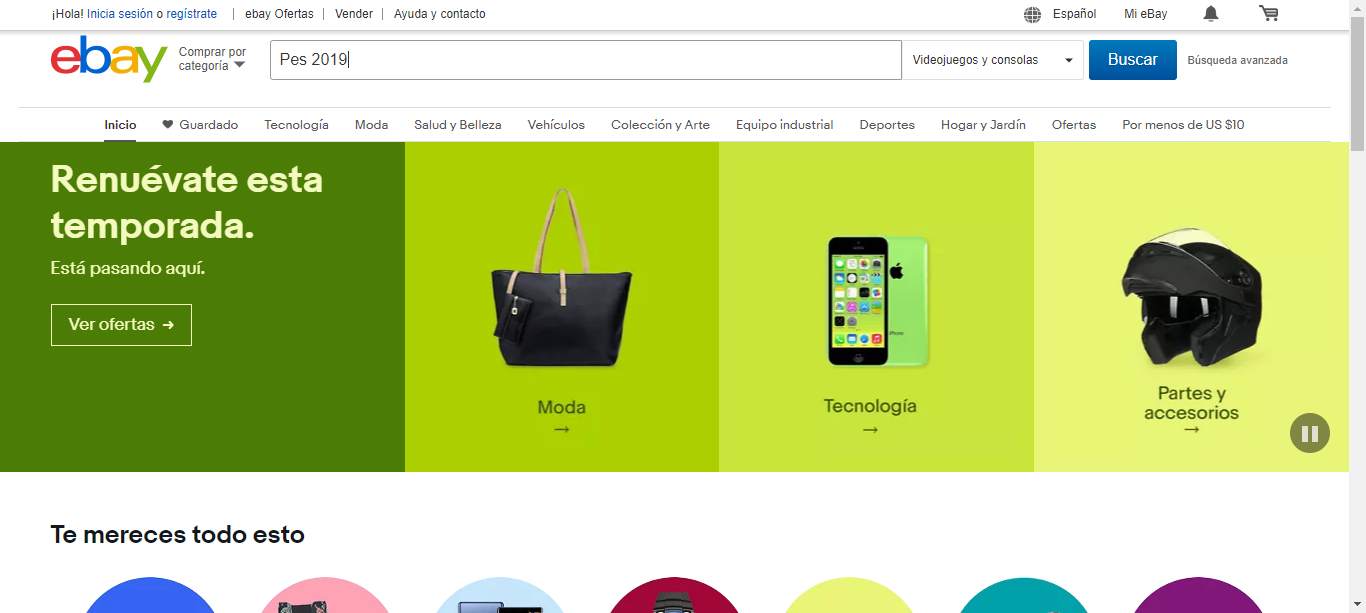 ¡Hola! Inicia sesión o regístrate | ebay Ofertas | Vender | Ayuda y contacto Español Mi eBay
ebay
Comprar por
categoría
Pes 2019
Videojuegos y consolas
Buscar
Búsqueda avanzada
Inicio Guardado Tecnología Moda Salud y Belleza Vehículos Colección y Arte Equipo industrial Deportes Hogar y Jardín Ofertas Por menos de US $10
Renuévate esta
temporada.
Está pasando aquí.
Ver ofertas →
Moda
→
Tecnología
→
Partes y
accesorios
→
Te mereces todo esto